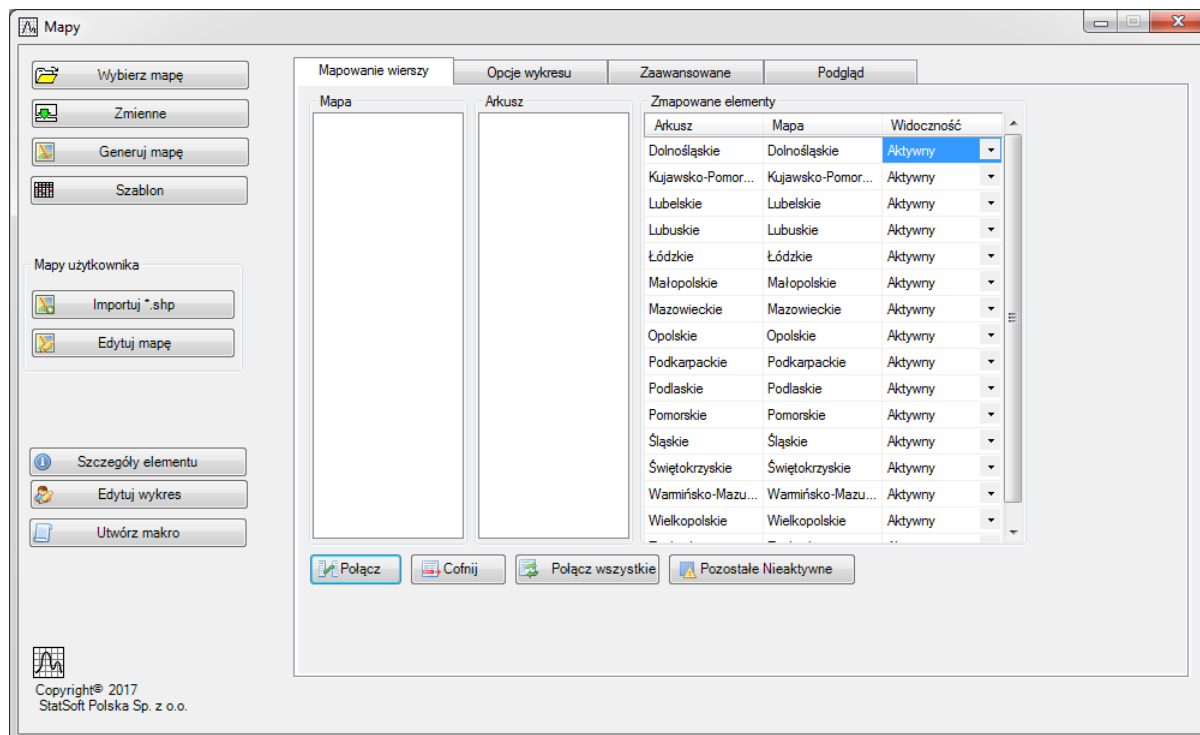 Mapy
Wybierz mapę
Zmienne
Generuj mapę
Szablon
Mapy użytkownika
Importuj *.shp
Edytuj mapę
Szczegóły elementu
Edytuj wykres
Utwórz makro
Copyright© 2017
StatSoft Polska Sp. z o.o.
Mapowanie wierszy Opcje wykresu Zaawansowane Podgląd
Mapa Arkusz Zmapowane elementy
Arkusz Mapa Widoczność
Dolnośląskie Dolnośląskie Aktywny
Kujawsko-Pomor... Kujawsko-Pomor... Aktywny
Lubelskie Lubelskie Aktywny
Lubuskie Lubuskie Aktywny
Łódzkie Łódzkie Aktywny
Małopolskie Małopolskie Aktywny
Mazowieckie Mazowieckie Aktywny
Opolskie Opolskie Aktywny
Podkarpackie Podkarpackie Aktywny
Podlaskie Podlaskie Aktywny
Pomorskie Pomorskie Aktywny
Śląskie Śląskie Aktywny
Świętokrzyskie Świętokrzyskie Aktywny
Warmińsko-Mazu... Warmińsko-Mazu... Aktywny
Wielkopolskie Wielkopolskie Aktywny
Połącz Cofnij Połącz wszystkie Pozostałe Nieaktywne